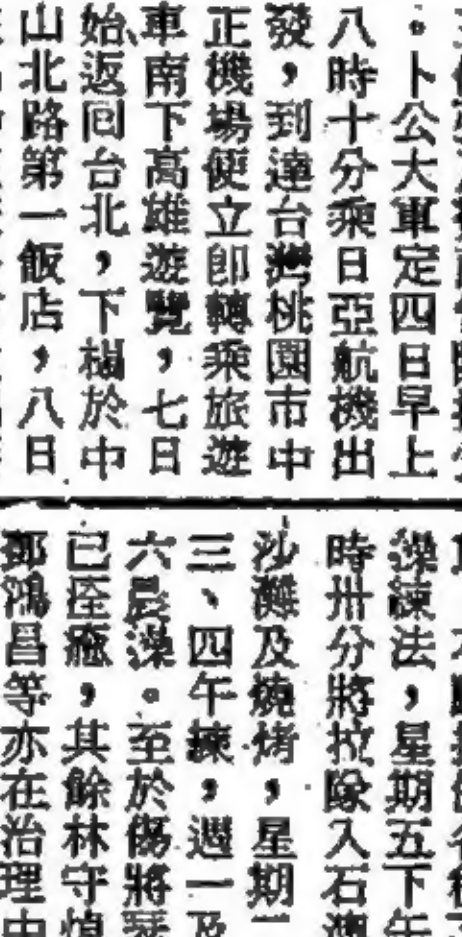 。卜公大車定四日早上
八時十分乘日亞航機出
發，到達台灣桃園市中
正機場便立即轉乘旅遊
車南下高雄遊覽，七日
始返回台北，下榻於中
山北路第一飯店，八日
操練法，星期五下午
時卅分將拉隊入石澳
沙灘及燒烤，星期二
三、四午操，週一及
六晨操。至於傷將
已痊癒，其餘林守
鴻昌等亦在治理中